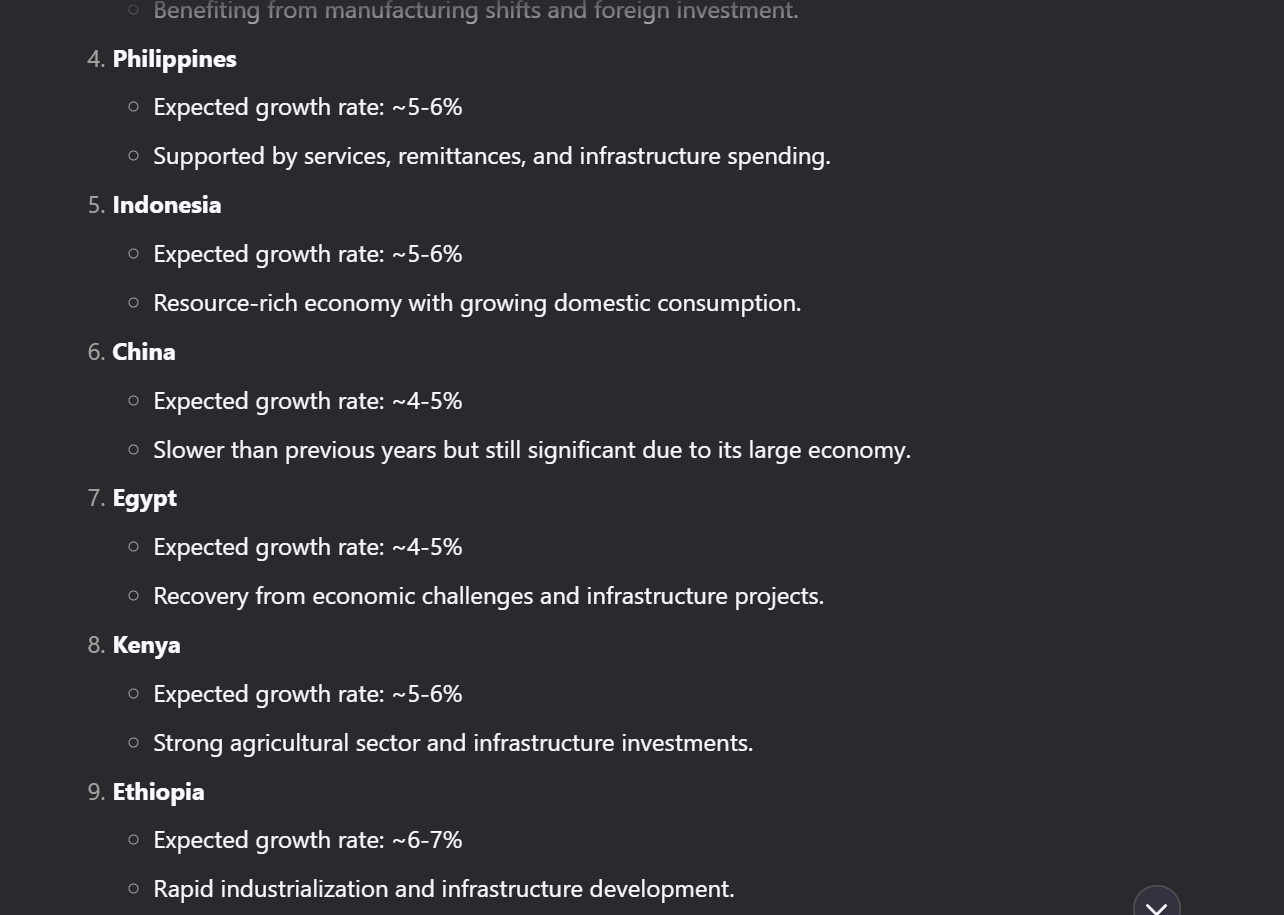 ○ Benefiting from manufacturing shifts and foreign investment.
4. Philippines
○ Expected growth rate: ~5-6%
○ Supported by services, remittances, and infrastructure spending.
5. Indonesia
○ Expected growth rate: ~5-6%
○ Resource-rich economy with growing domestic consumption.
6. China
○ Expected growth rate: ~4-5%
○ Slower than previous years but still significant due to its large economy.
7. Egypt
○ Expected growth rate: ~4-5%
○ Recovery from economic challenges and infrastructure projects.
8. Kenya
○ Expected growth rate: ~5-6%
○ Strong agricultural sector and infrastructure investments.
9. Ethiopia
○ Expected growth rate: ~6-7%
○ Rapid industrialization and infrastructure development.